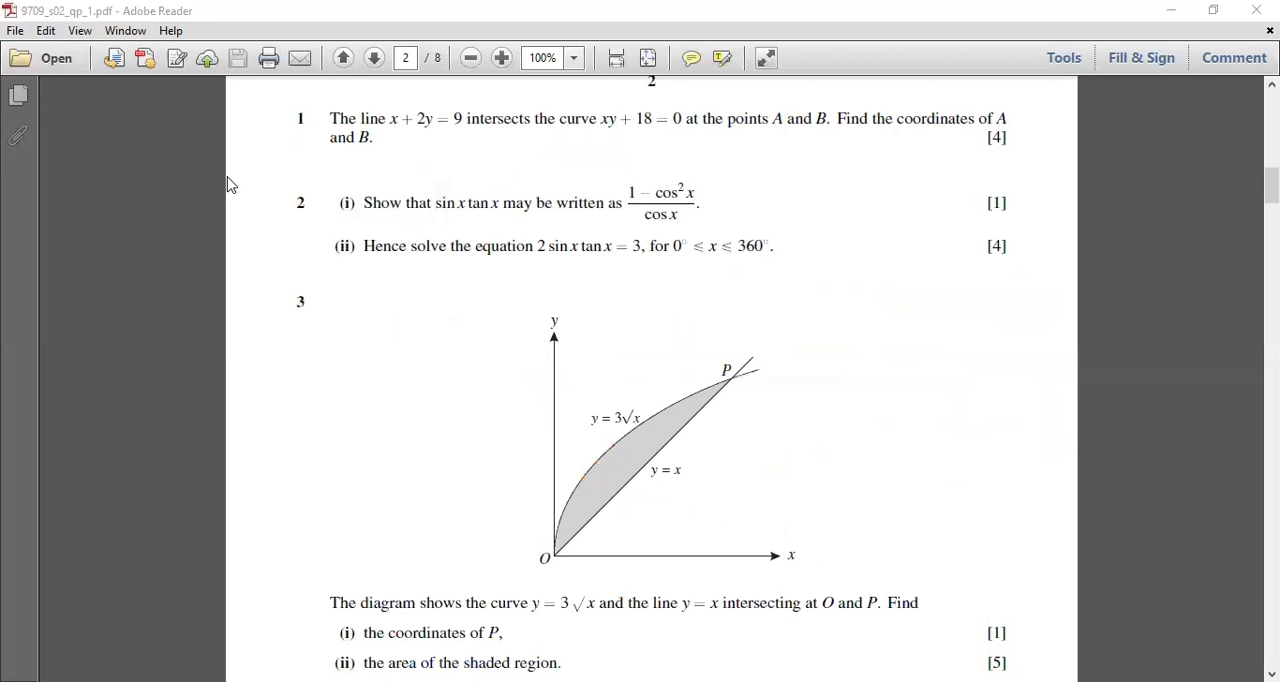 9709_s02_qp_1.pdf - Adobe Reader
File Edit View Window Help
Open 2 / 8 100% Tools Fill & Sign Comment
2
1 The line x + 2y = 9 intersects the curve xy + 18 = 0 at the points A and B. Find the coordinates of A
and B. [4]
2 (i) Show that sin x tan x may be written as (1 − cos²x)/(cos x). [1]
(ii) Hence solve the equation 2 sin x tan x = 3, for 0° ⩽ x ⩽ 360°. [4]
3
y
P
y = 3√x
y = x
O
x
The diagram shows the curve y = 3√x and the line y = x intersecting at O and P. Find
(i) the coordinates of P, [1]
(ii) the area of the shaded region. [5]